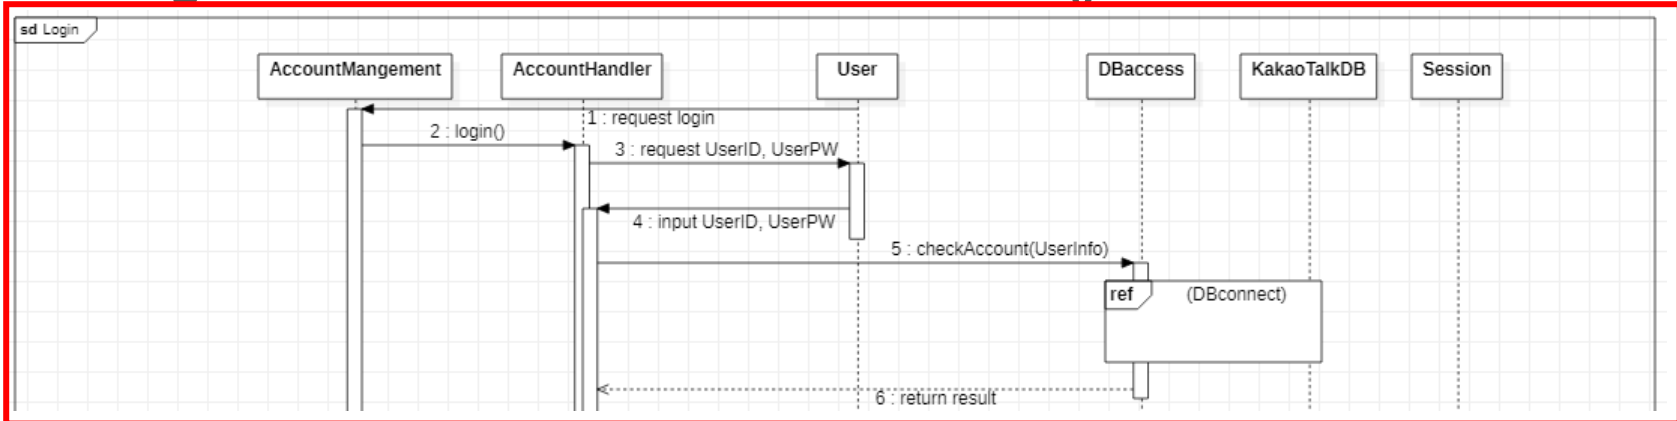 sd Login
AccountMangement
AccountHandler
User
DBaccess
KakaoTalkDB
Session
1 : request login
2 : login()
3 : request UserID, UserPW
4 : input UserID, UserPW
5 : checkAccount(UserInfo)
ref
(DBconnect)
6 : return result